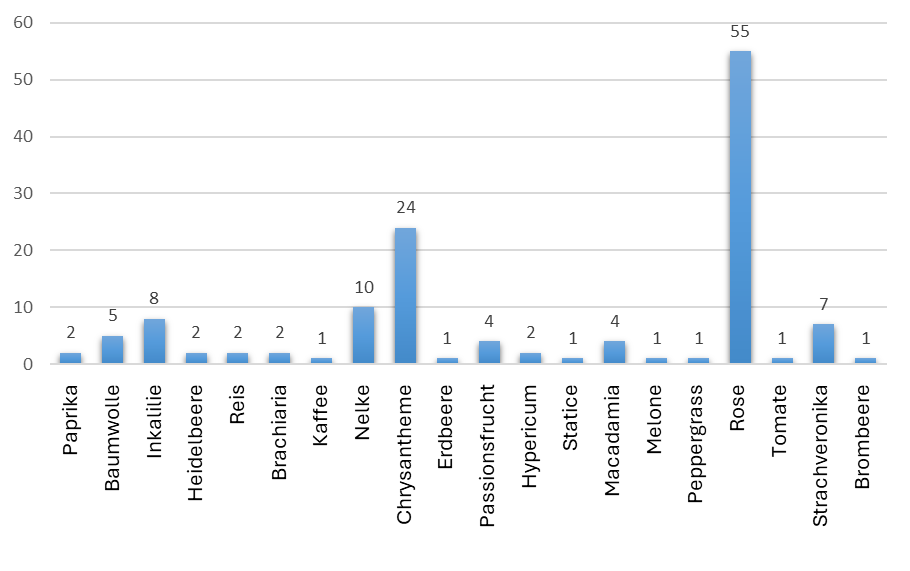 60
50
40
30
20
10
0
2
5
8
2
2
2
1
10
24
1
4
2
1
4
1
1
55
1
7
1
Paprika
Baumwolle
Inkalilie
Heidelbeere
Reis
Brachiaria
Kaffee
Nelke
Chrysantheme
Erdbeere
Passionsfrucht
Hypericum
Statice
Macadamia
Melone
Peppergrass
Rose
Tomate
Strachveronika
Brombeere